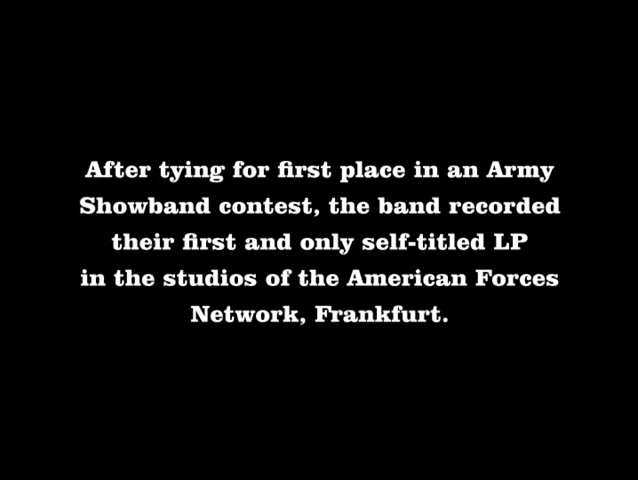 After tying for first place in an Army
Showband contest, the band recorded
their first and only self-titled LP
in the studios of the American Forces
Network, Frankfurt.